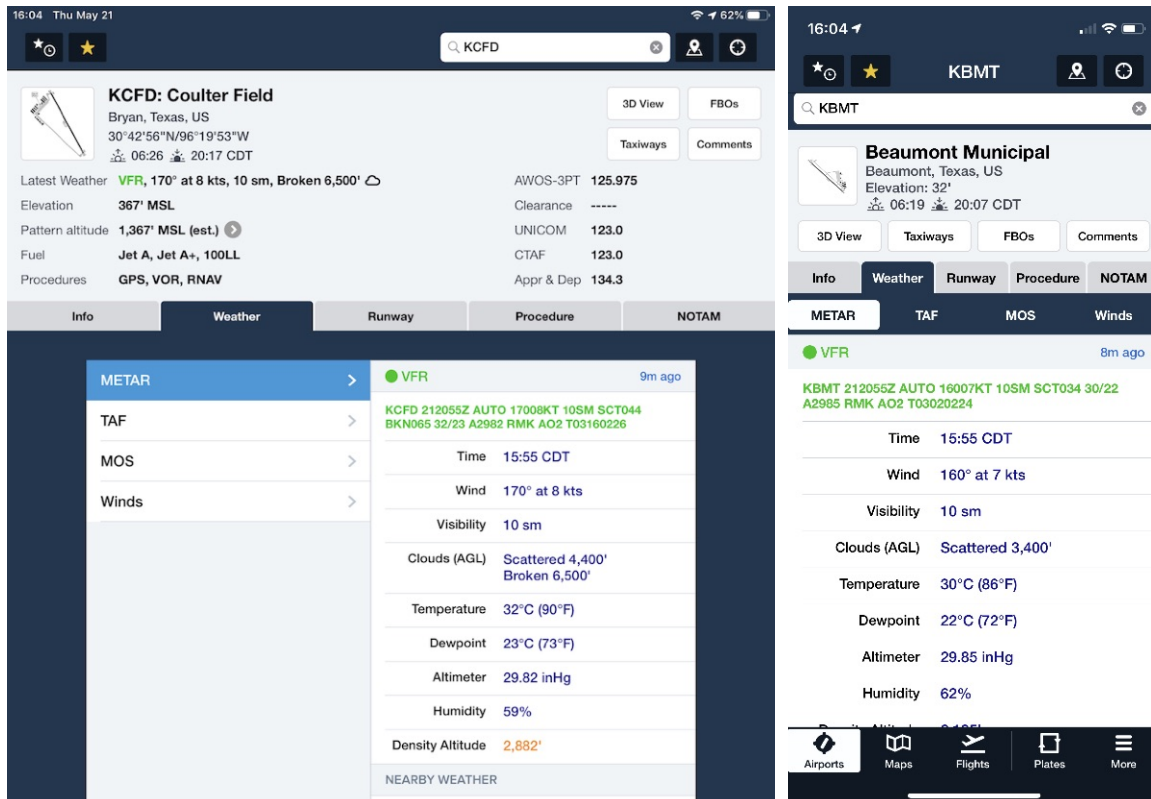 16:04 Thu May 21
62%
KCFD
KCFD: Coulter Field
Bryan, Texas, US
30°42'56"N/96°19'53"W
06:26 20:17 CDT
3D View
FBOs
Taxiways
Comments
Latest Weather VFR, 170° at 8 kts, 10 sm, Broken 6,500'
Elevation 367' MSL
Pattern altitude 1,367' MSL (est.)
Fuel Jet A, Jet A+, 100LL
Procedures GPS, VOR, RNAV
AWOS-3PT 125.975
Clearance -----
UNICOM 123.0
CTAF 123.0
Appr & Dep 134.3
Info Weather Runway Procedure NOTAM
METAR
TAF
MOS
Winds
VFR 9m ago
KCFD 212055Z AUTO 17008KT 10SM SCT044
BKN065 32/23 A2982 RMK AO2 T03160226
Time 15:55 CDT
Wind 170° at 8 kts
Visibility 10 sm
Clouds (AGL) Scattered 4,400'
Broken 6,500'
Temperature 32°C (90°F)
Dewpoint 23°C (73°F)
Altimeter 29.82 inHg
Humidity 59%
Density Altitude 2,882'
NEARBY WEATHER
16:04
KBMT
KBMT
Beaumont Municipal
Beaumont, Texas, US
Elevation: 32'
06:19 20:07 CDT
3D View Taxiways FBOs Comments
Info Weather Runway Procedure NOTAM
METAR TAF MOS Winds
VFR 8m ago
KBMT 212055Z AUTO 16007KT 10SM SCT034 30/22
A2985 RMK AO2 T03020224
Time 15:55 CDT
Wind 160° at 7 kts
Visibility 10 sm
Clouds (AGL) Scattered 3,400'
Temperature 30°C (86°F)
Dewpoint 22°C (72°F)
Altimeter 29.85 inHg
Humidity 62%
Airports Maps Flights Plates More